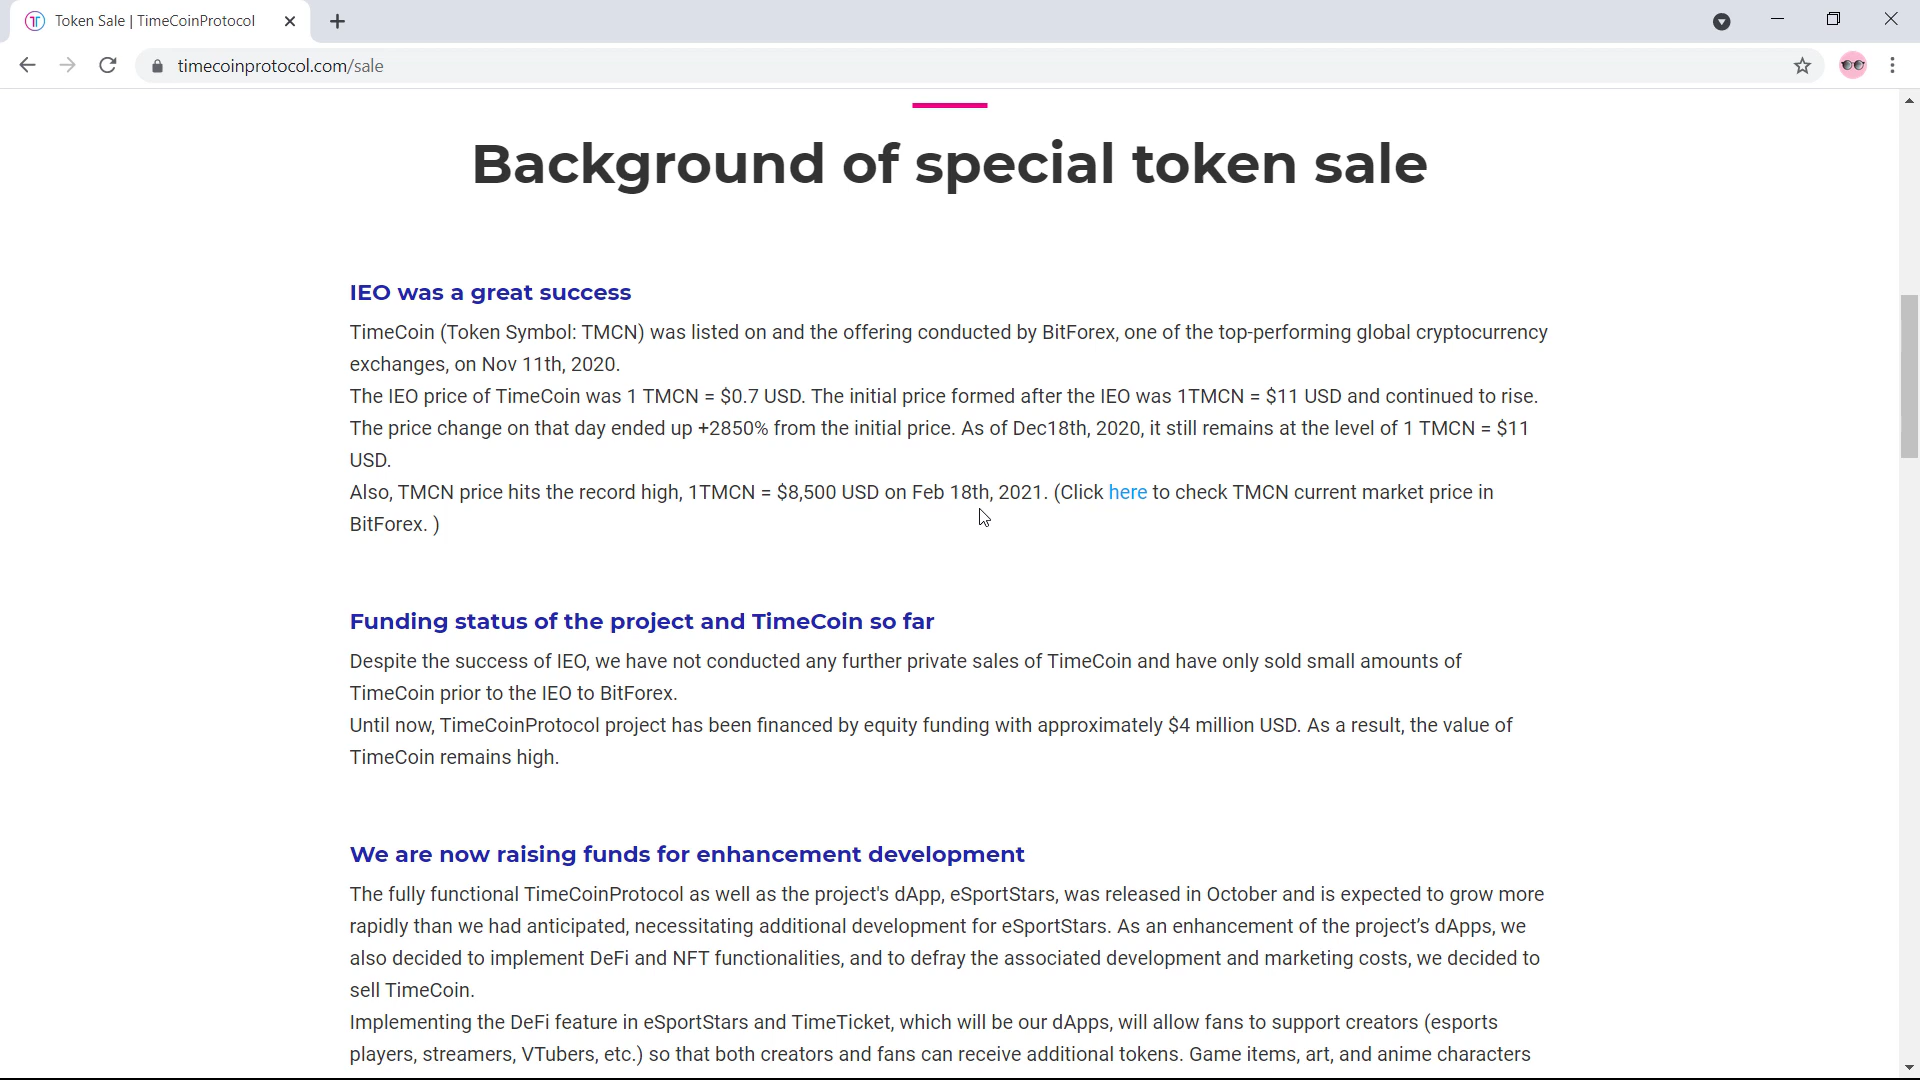 Token Sale | TimeCoinProtocol
timecoinprotocol.com/sale
Background of special token sale
IEO was a great success
TimeCoin (Token Symbol: TMCN) was listed on and the offering conducted by BitForex, one of the top-performing global cryptocurrency
exchanges, on Nov 11th, 2020.
The IEO price of TimeCoin was 1 TMCN = $0.7 USD. The initial price formed after the IEO was 1TMCN = $11 USD and continued to rise.
The price change on that day ended up +2850% from the initial price. As of Dec18th, 2020, it still remains at the level of 1 TMCN = $11
USD.
Also, TMCN price hits the record high, 1TMCN = $8,500 USD on Feb 18th, 2021. (Click here to check TMCN current market price in
BitForex. )
Funding status of the project and TimeCoin so far
Despite the success of IEO, we have not conducted any further private sales of TimeCoin and have only sold small amounts of
TimeCoin prior to the IEO to BitForex.
Until now, TimeCoinProtocol project has been financed by equity funding with approximately $4 million USD. As a result, the value of
TimeCoin remains high.
We are now raising funds for enhancement development
The fully functional TimeCoinProtocol as well as the project's dApp, eSportStars, was released in October and is expected to grow more
rapidly than we had anticipated, necessitating additional development for eSportStars. As an enhancement of the project’s dApps, we
also decided to implement DeFi and NFT functionalities, and to defray the associated development and marketing costs, we decided to
sell TimeCoin.
Implementing the DeFi feature in eSportStars and TimeTicket, which will be our dApps, will allow fans to support creators (esports
players, streamers, VTubers, etc.) so that both creators and fans can receive additional tokens. Game items, art, and anime characters